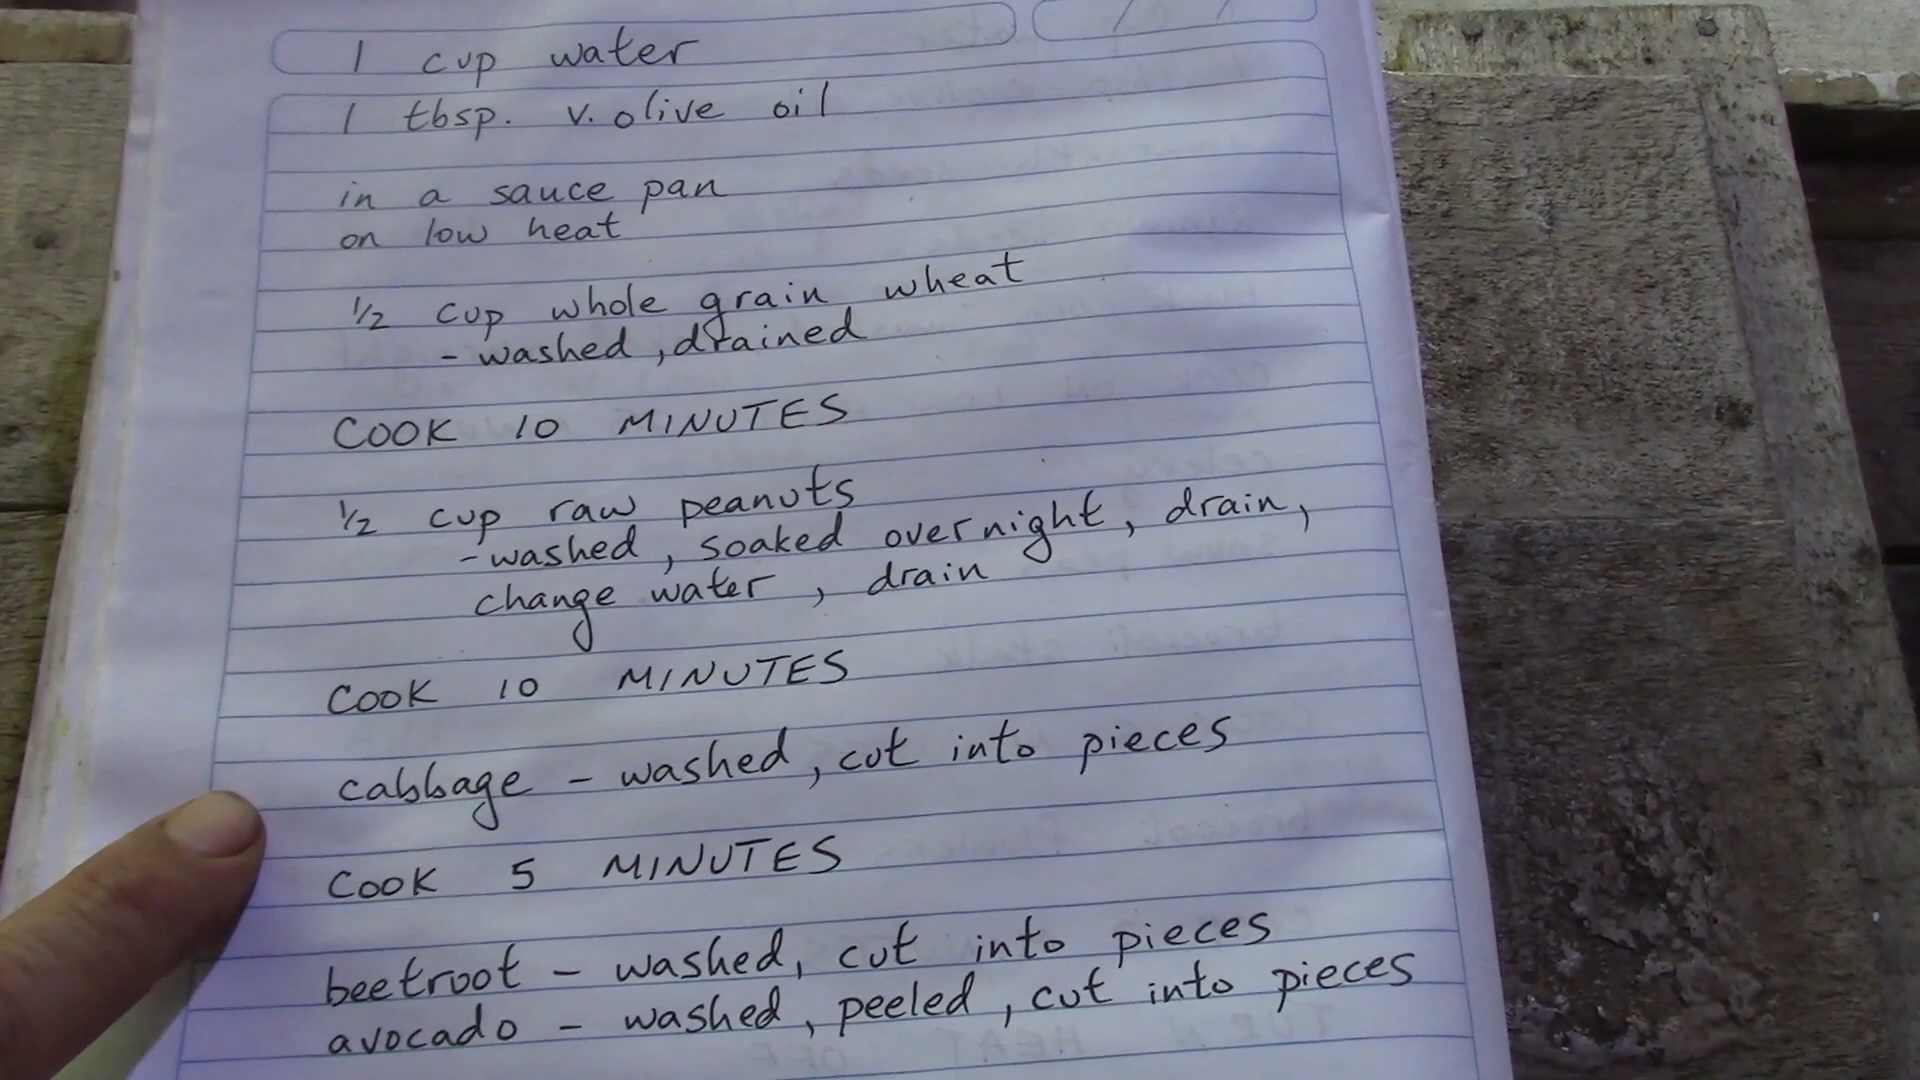 1 cup water
1 tbsp. v. olive oil
in a sauce pan
on low heat
1/2 cup whole grain wheat
- washed, drained
COOK 10 MINUTES
1/2 cup raw peanuts
- washed, soaked overnight, drain,
change water, drain
COOK 10 MINUTES
cabbage - washed, cut into pieces
COOK 5 MINUTES
beetroot - washed, cut into pieces
avocado - washed, peeled, cut into pieces